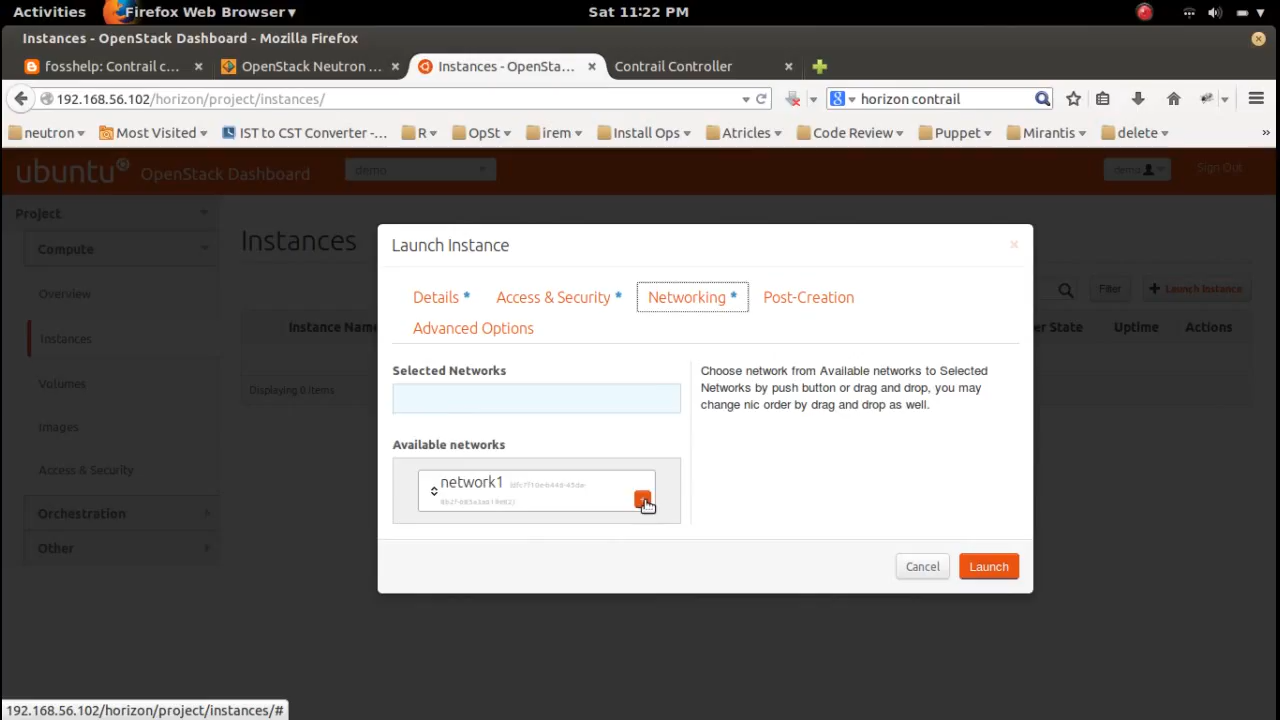 Activities Firefox Web Browser ▾ Sat 11:22 PM
Instances - OpenStack Dashboard - Mozilla Firefox
fosshelp: Contrail c... × OpenStack Neutron ... × Instances - OpenSta... × Contrail Controller ×
192.168.56.102/horizon/project/instances/ horizon contrail
neutron Most Visited IST to CST Converter -... R OpSt irem Install Ops Atricles Code Review Puppet Mirantis delete »
ubuntu® OpenStack Dashboard demo demo Sign Out
Project
Compute
Overview
Instances
Volumes
Images
Access & Security
Orchestration
Other
Instances
Filter + Launch Instance
Instance Name er State Uptime Actions
Displaying 0 items
Launch Instance ×
Details * Access & Security * Networking * Post-Creation
Advanced Options
Selected Networks
Available networks
network1
Choose network from Available networks to Selected
Networks by push button or drag and drop, you may
change nic order by drag and drop as well.
Cancel Launch
192.168.56.102/horizon/project/instances/#